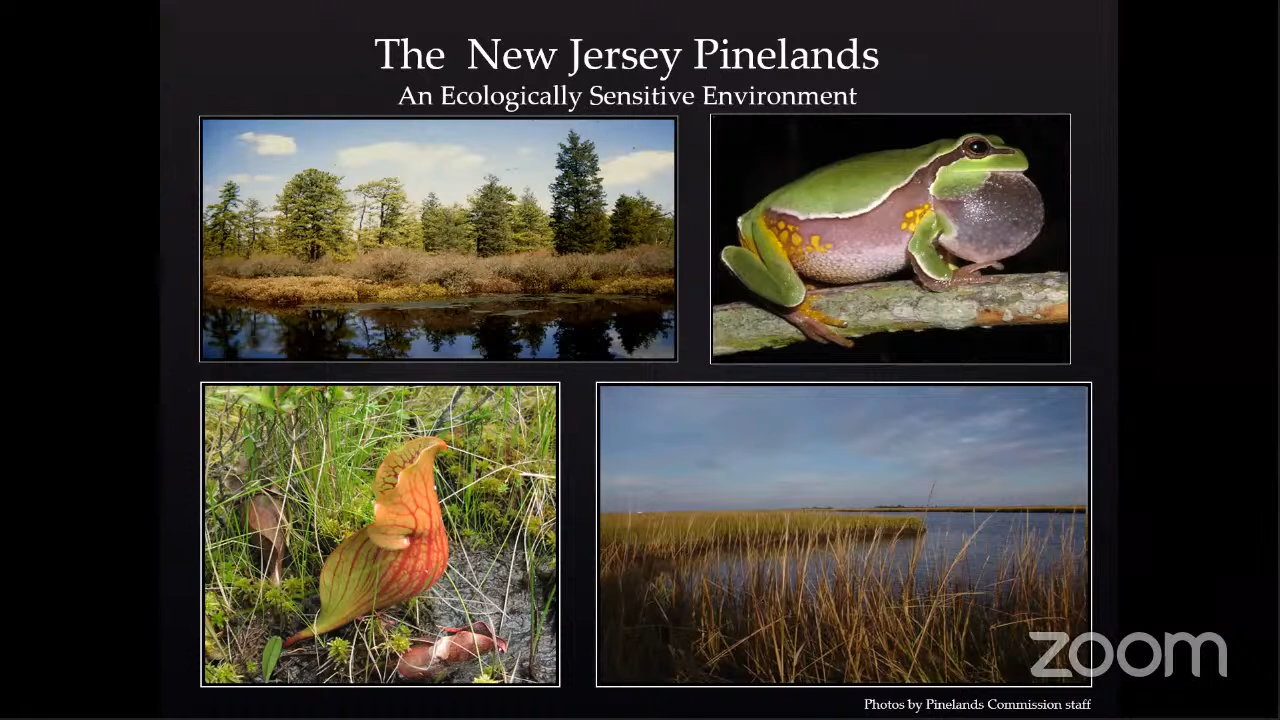 The New Jersey Pinelands
An Ecologically Sensitive Environment
zoom
Photos by Pinelands Commission staff